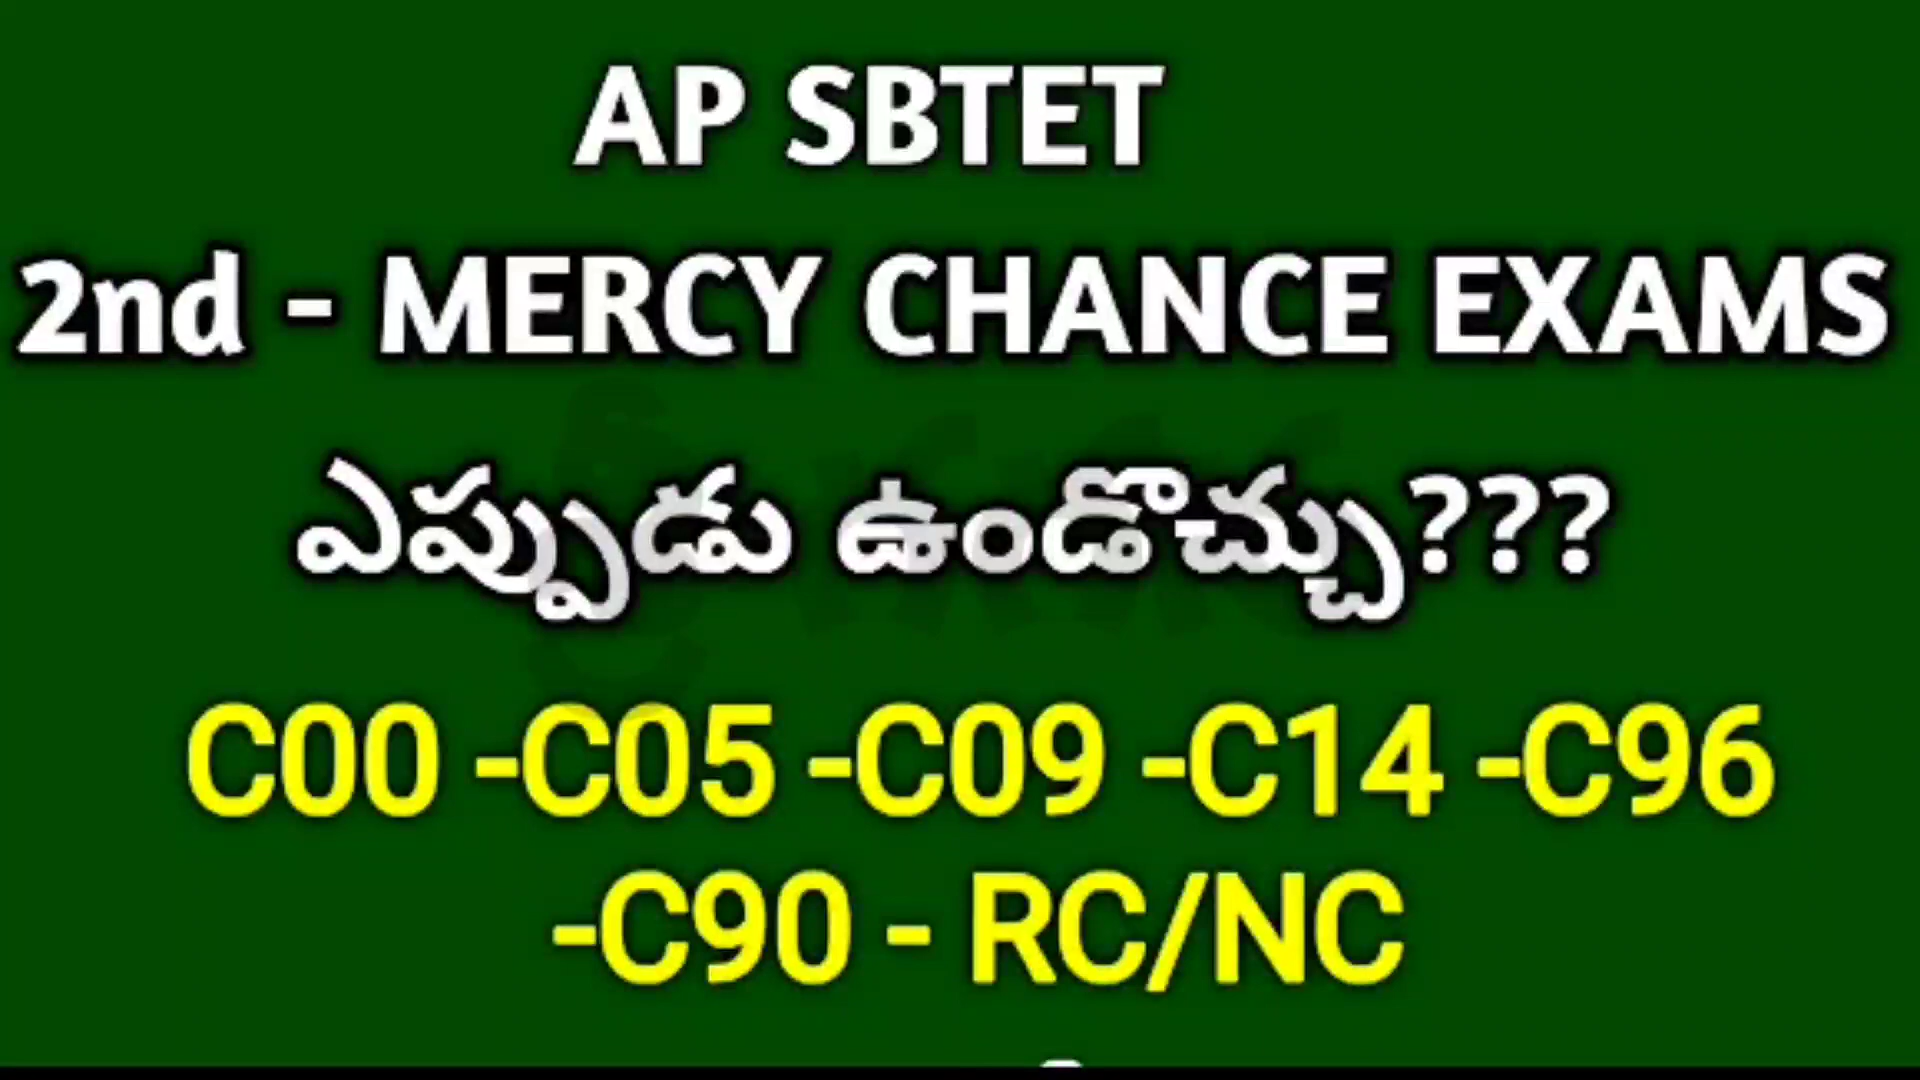 AP SBTET
2nd - MERCY CHANCE EXAMS
ఎప్పుడు ఉండొచ్చు???
C00 -C05 -C09 -C14 -C96
-C90 - RC/NC